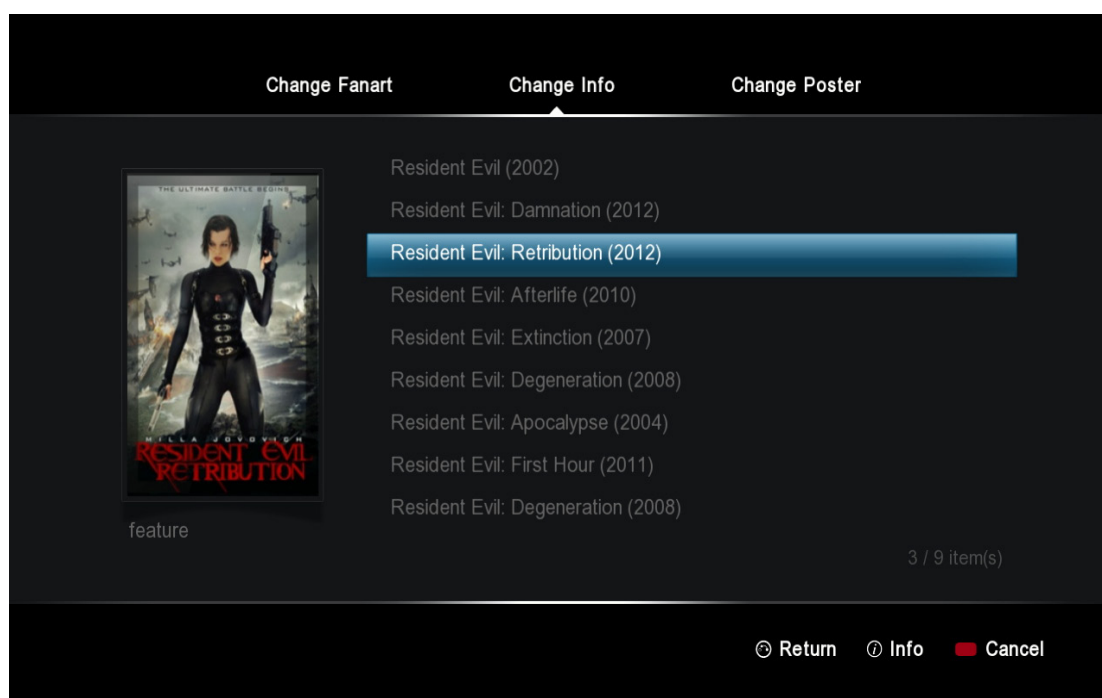 Change Fanart Change Info Change Poster
Resident Evil (2002)
Resident Evil: Damnation (2012)
Resident Evil: Retribution (2012)
Resident Evil: Afterlife (2010)
Resident Evil: Extinction (2007)
Resident Evil: Degeneration (2008)
Resident Evil: Apocalypse (2004)
Resident Evil: First Hour (2011)
Resident Evil: Degeneration (2008)
THE ULTIMATE BATTLE BEGINS
MILLA JOVOVICH
RESIDENT EVIL
RETRIBUTION
feature
3 / 9 item(s)
Return Info Cancel